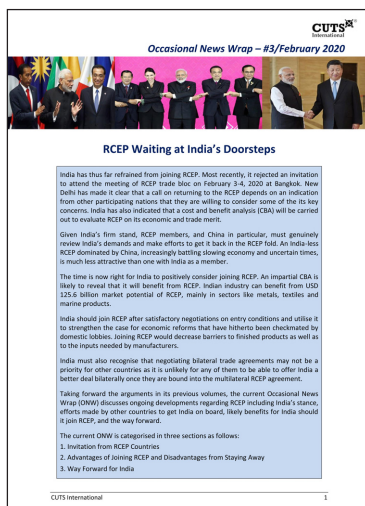 CUTS®
International
Occasional News Wrap – #3/February 2020
RCEP Waiting at India's Doorsteps
India has thus far refrained from joining RCEP. Most recently, it rejected an invitation
to attend the meeting of RCEP trade bloc on February 3-4, 2020 at Bangkok. New
Delhi has made it clear that a call on returning to the RCEP depends on an indication
from other participating nations that they are willing to consider some of the its key
concerns. India has also indicated that a cost and benefit analysis (CBA) will be carried
out to evaluate RCEP on its economic and trade merit.
Given India's firm stand, RCEP members, and China in particular, must genuinely
review India's demands and make efforts to get it back in the RCEP fold. An India-less
RCEP dominated by China, increasingly battling slowing economy and uncertain times,
is much less attractive than one with India as a member.
The time is now right for India to positively consider joining RCEP. An impartial CBA is
likely to reveal that it will benefit from RCEP. Indian industry can benefit from USD
125.6 billion market potential of RCEP, mainly in sectors like metals, textiles and
marine products.
India should join RCEP after satisfactory negotiations on entry conditions and utilise it
to strengthen the case for economic reforms that have hitherto been checkmated by
domestic lobbies. Joining RCEP would decrease barriers to finished products as well as
to the inputs needed by manufacturers.
India must also recognise that negotiating bilateral trade agreements may not be a
priority for other countries as it is unlikely for any of them to be able to offer India a
better deal bilaterally once they are bound into the multilateral RCEP agreement.
Taking forward the arguments in its previous volumes, the current Occasional News
Wrap (ONW) discusses ongoing developments regarding RCEP including India's stance,
efforts made by other countries to get India on board, likely benefits for India should
it join RCEP, and the way forward.
The current ONW is categorised in three sections as follows:
1. Invitation from RCEP Countries
2. Advantages of Joining RCEP and Disadvantages from Staying Away
3. Way Forward for India
CUTS International 1